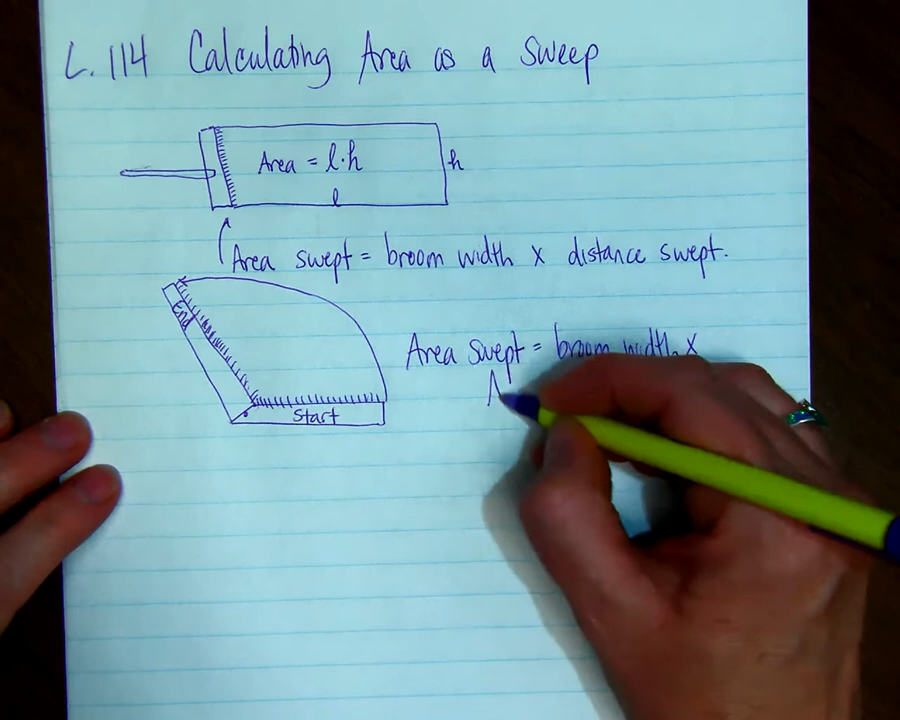 L. 114 Calculating Area as a Sweep
Area = l·h
h
l
Area swept = broom width x distance swept.
End
Area swept = broom width x
Start